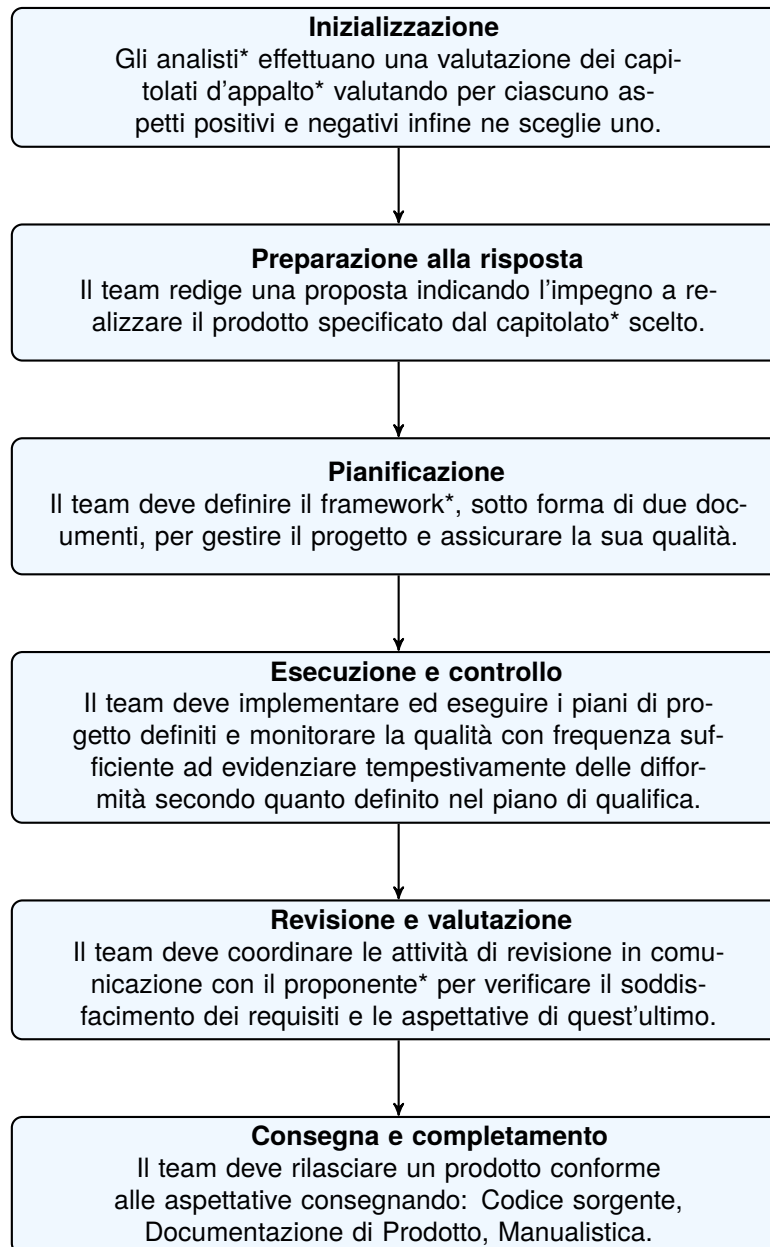 Inizializzazione
Gli analisti* effettuano una valutazione dei capi-
tolati d'appalto* valutando per ciascuno as-
petti positivi e negativi infine ne sceglie uno.
Preparazione alla risposta
Il team redige una proposta indicando l'impegno a re-
alizzare il prodotto specificato dal capitolato* scelto.
Pianificazione
Il team deve definire il framework*, sotto forma di due doc-
umenti, per gestire il progetto e assicurare la sua qualità.
Esecuzione e controllo
Il team deve implementare ed eseguire i piani di pro-
getto definiti e monitorare la qualità con frequenza suf-
ficiente ad evidenziare tempestivamente delle diffor-
mità secondo quanto definito nel piano di qualifica.
Revisione e valutazione
Il team deve coordinare le attività di revisione in comu-
nicazione con il proponente* per verificare il soddis-
facimento dei requisiti e le aspettative di quest'ultimo.
Consegna e completamento
Il team deve rilasciare un prodotto conforme
alle aspettative consegnando: Codice sorgente,
Documentazione di Prodotto, Manualistica.